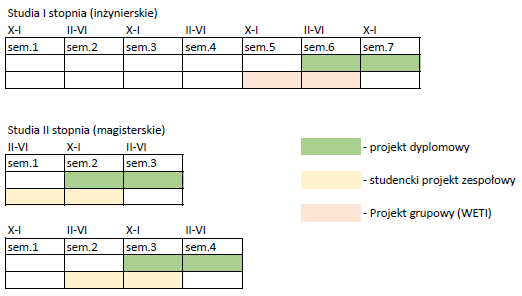 Studia I stopnia (inżynierskie)
X-I II-VI X-I II-VI X-I II-VI X-I
sem.1 sem.2 sem.3 sem.4 sem.5 sem.6 sem.7
Studia II stopnia (magisterskie)
II-VI X-I II-VI
sem.1 sem.2 sem.3
- projekt dyplomowy
- studencki projekt zespołowy
- Projekt grupowy (WETI)
X-I II-VI X-I II-VI
sem.1 sem.2 sem.3 sem.4